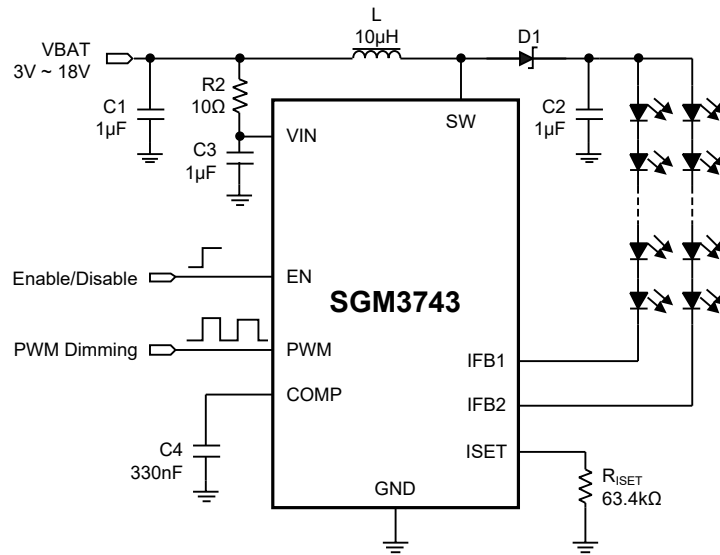 L
10µH
D1
VBAT
3V ~ 18V
R2
10Ω
C1
1µF
VIN
SW
C2
1µF
C3
1µF
Enable/Disable
EN
SGM3743
PWM Dimming
PWM
IFB1
COMP
IFB2
C4
330nF
ISET
RISET
63.4kΩ
GND